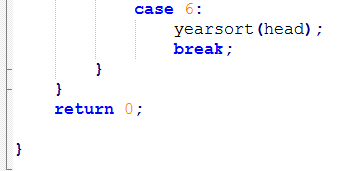 case 6:
yearsort(head);
break;
}
}
return 0;
}